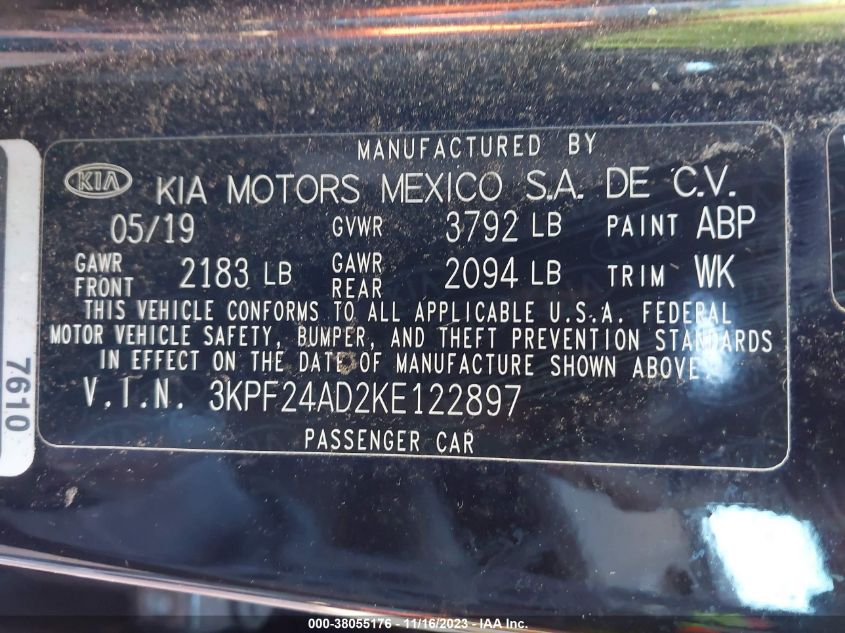 MANUFACTURED BY
KIA KIA MOTORS MEXICO S.A. DE C.V.
05/19 GVWR 3792 LB PAINT ABP
GAWR FRONT 2183 LB GAWR REAR 2094 LB TRIM WK
THIS VEHICLE CONFORMS TO ALL APPLICABLE U.S.A. FEDERAL
MOTOR VEHICLE SAFETY, BUMPER, AND THEFT PREVENTION STANDARDS
IN EFFECT ON THE DATE OF MANUFACTURE SHOWN ABOVE.
V.I.N. 3KPF24AD2KE122897
PASSENGER CAR
7610
000-38055176 - 11/16/2023 - IAAI.com